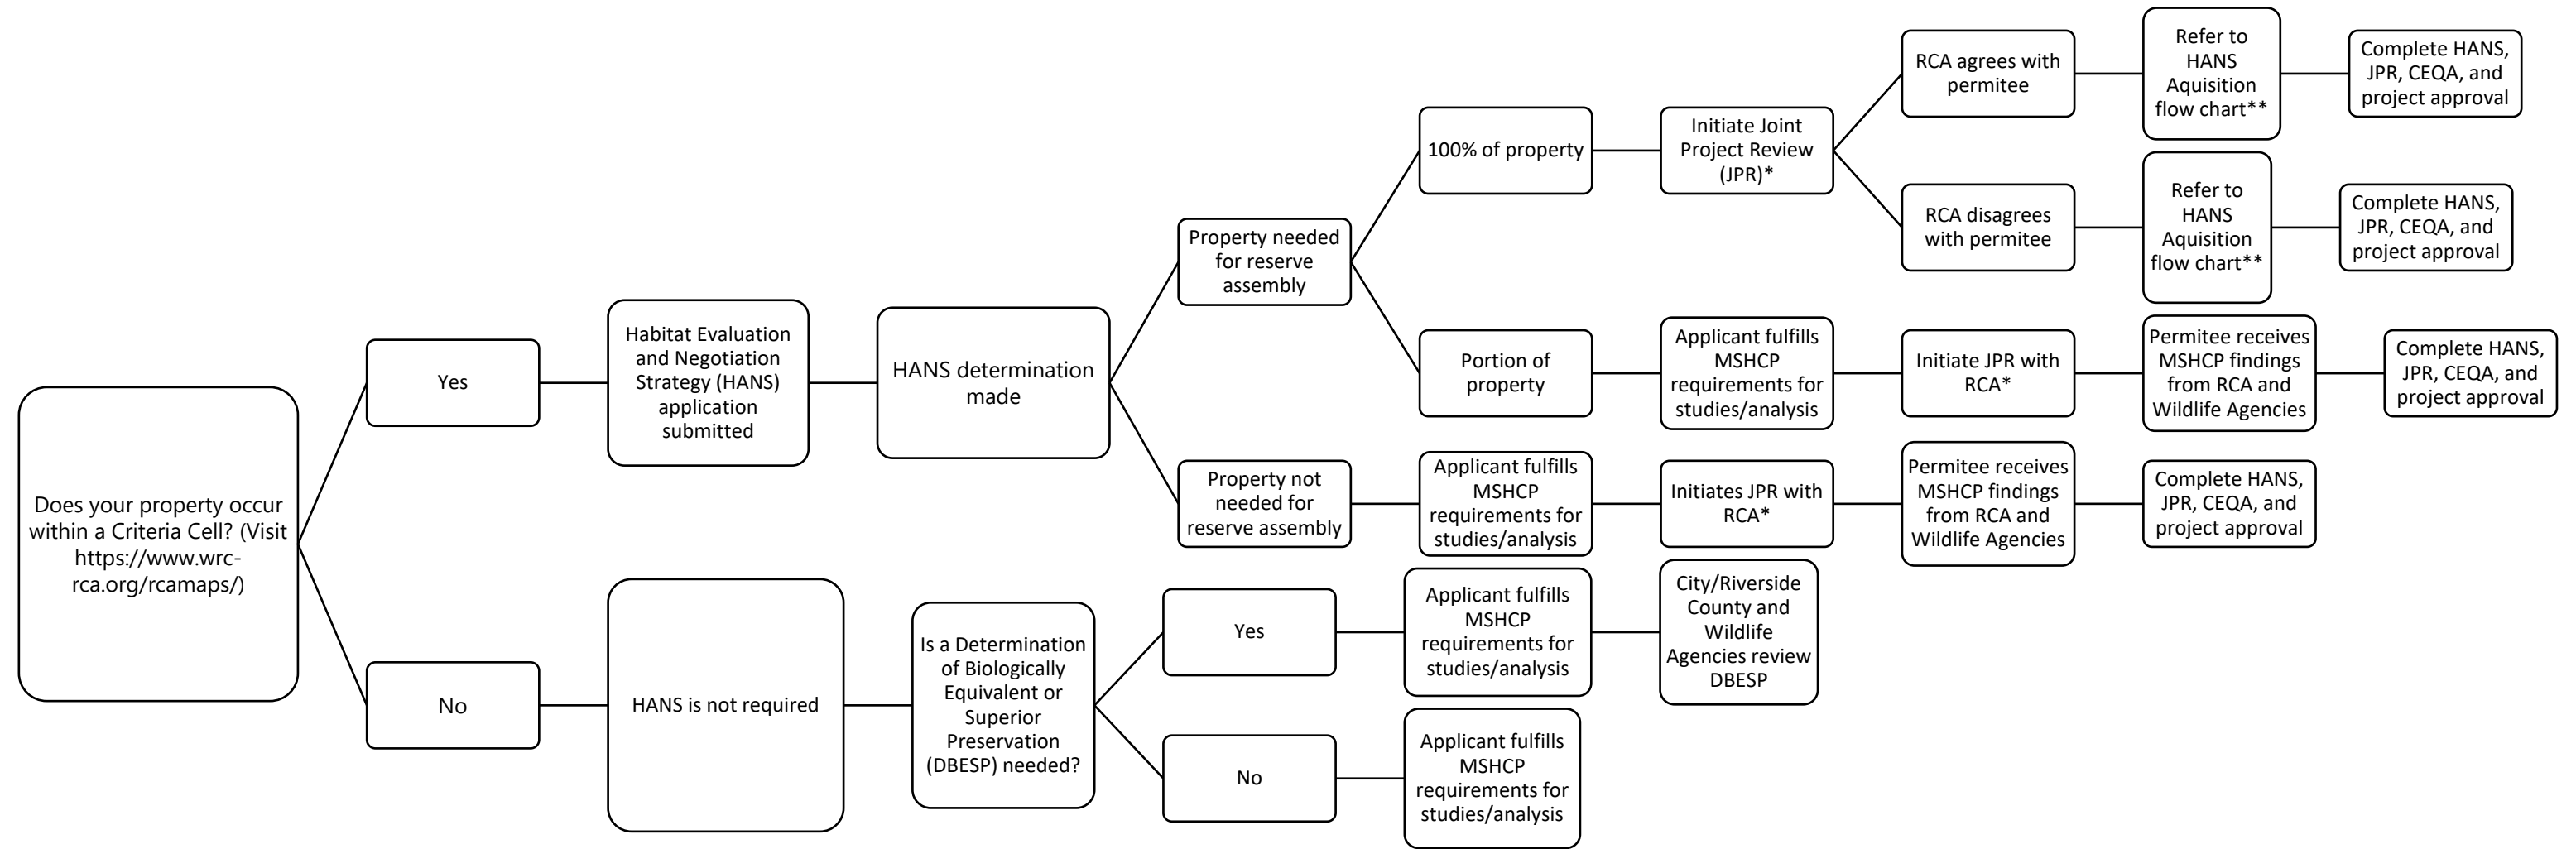 Does your property occur
within a Criteria Cell? (Visit
https://www.wrc-
rca.org/rcamaps/)
Yes
Habitat Evaluation
and Negotiation
Strategy (HANS)
application
submitted
HANS determination
made
Property needed
for reserve
assembly
100% of property
Initiate Joint
Project Review
(JPR)*
RCA agrees with
permitee
Refer to
HANS
Aquisition
flow chart**
Complete HANS,
JPR, CEQA, and
project approval
RCA disagrees
with permitee
Refer to
HANS
Aquisition
flow chart**
Complete HANS,
JPR, CEQA, and
project approval
Portion of
property
Applicant fulfills
MSHCP
requirements for
studies/analysis
Initiate JPR with
RCA*
Permitee receives
MSHCP findings
from RCA and
Wildlife Agencies
Complete HANS,
JPR, CEQA, and
project approval
Property not
needed for
reserve assembly
Applicant fulfills
MSHCP
requirements for
studies/analysis
Initiates JPR with
RCA*
Permitee receives
MSHCP findings
from RCA and
Wildlife Agencies
Complete HANS,
JPR, CEQA, and
project approval
No
HANS is not required
Is a Determination
of Biologically
Equivalent or
Superior
Preservation
(DBESP) needed?
Yes
Applicant fulfills
MSHCP
requirements for
studies/analysis
City/Riverside
County and
Wildlife
Agencies review
DBESP
No
Applicant fulfills
MSHCP
requirements for
studies/analysis